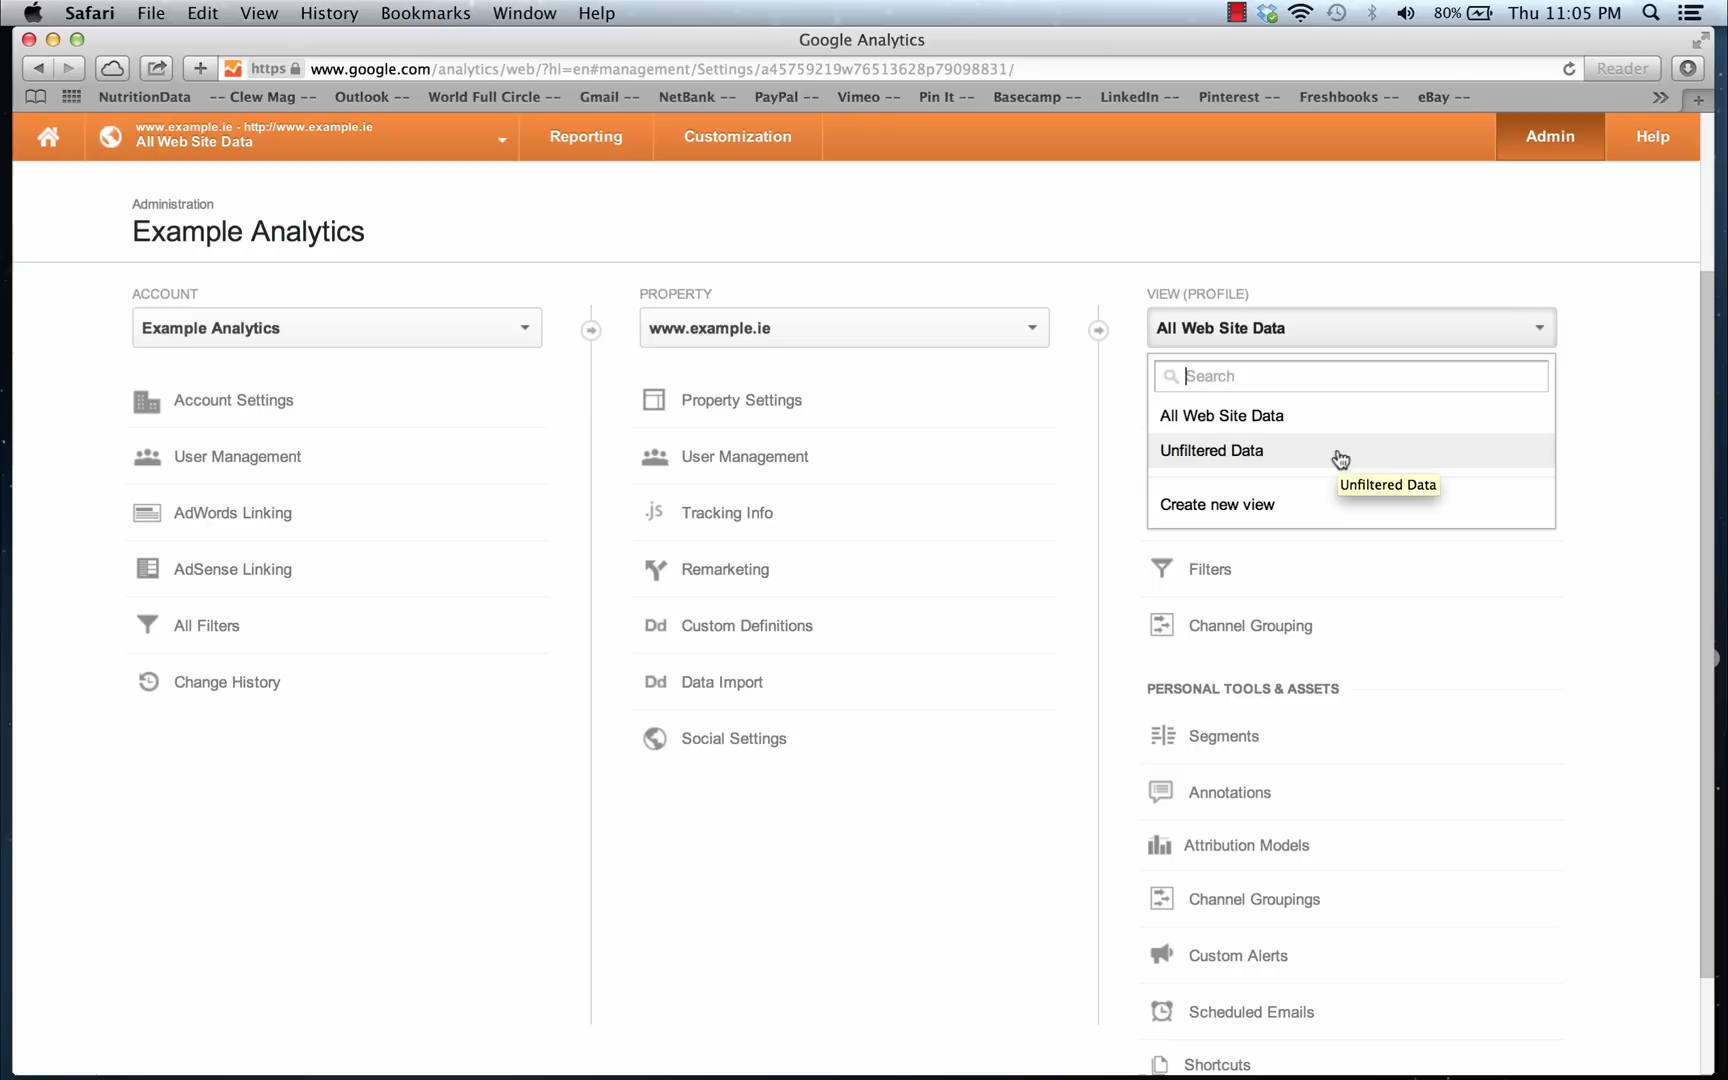 Safari File Edit View History Bookmarks Window Help 80% Thu 11:05 PM
Google Analytics
https www.google.com/analytics/web/?hl=en#management/Settings/a45759219w76513628p79098831/ Reader
NutritionData -- Clew Mag -- Outlook -- World Full Circle -- Gmail -- NetBank -- PayPal -- Vimeo -- Pin It -- Basecamp -- LinkedIn -- Pinterest -- Freshbooks -- eBay --
www.example.ie - http://www.example.ie
All Web Site Data
Reporting Customization Admin Help
Administration
Example Analytics
ACCOUNT
Example Analytics
Account Settings
User Management
AdWords Linking
AdSense Linking
All Filters
Change History
PROPERTY
www.example.ie
Property Settings
User Management
.js Tracking Info
Remarketing
Dd Custom Definitions
Dd Data Import
Social Settings
VIEW (PROFILE)
All Web Site Data
Search
All Web Site Data
Unfiltered Data
Unfiltered Data
Create new view
Filters
Channel Grouping
PERSONAL TOOLS & ASSETS
Segments
Annotations
Attribution Models
Channel Groupings
Custom Alerts
Scheduled Emails
Shortcuts